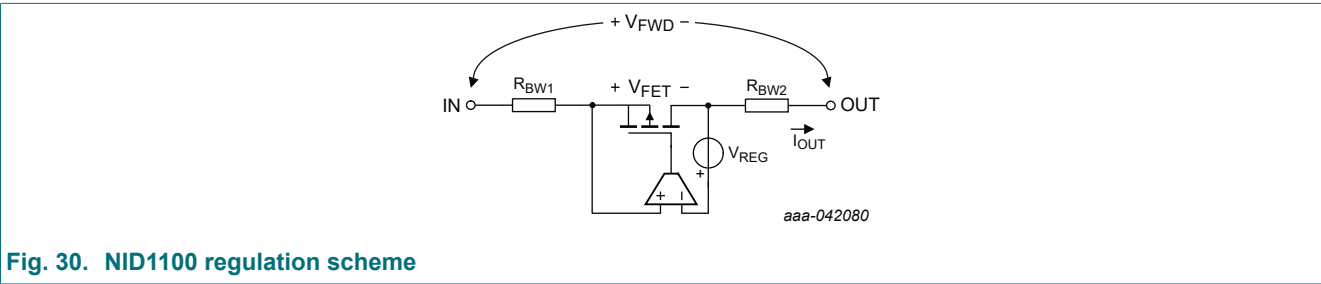 + VFWD −
RBW1
+ VFET −
RBW2
IN
OUT
IOUT
VREG
+
+ −
aaa-042080
Fig. 30. NID1100 regulation scheme